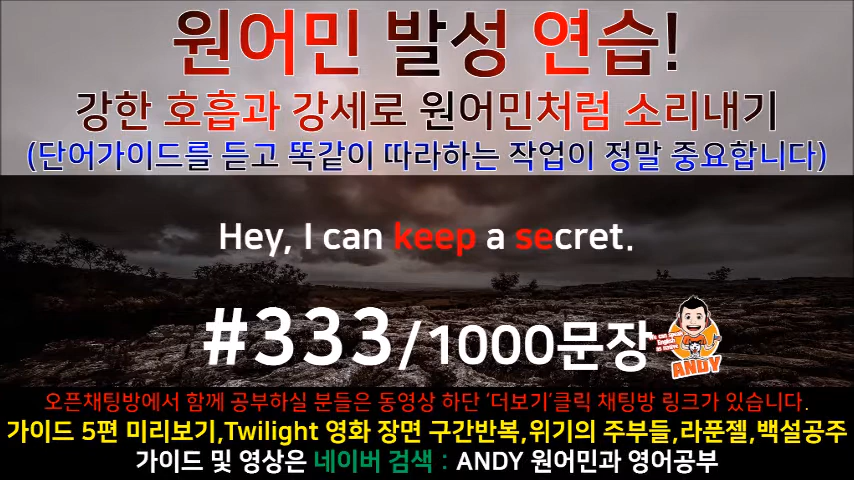 원어민 발성 연습!
강한 호흡과 강세로 원어민처럼 소리내기
(단어가이드를 듣고 똑같이 따라하는 작업이 정말 중요합니다)
Hey, I can keep a secret.
#333/1000문장
I can speak
English
ANDY
오픈채팅방에서 함께 공부하실 분들은 동영상 하단 '더보기'클릭 채팅방 링크가 있습니다.
가이드 5편 미리보기,Twilight 영화 장면 구간반복,위기의 주부들,라푼젤,백설공주
가이드 및 영상은 네이버 검색 : ANDY 원어민과 영어공부